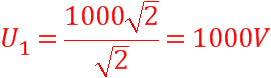 U₁ = 1000√2 / √2 = 1000V